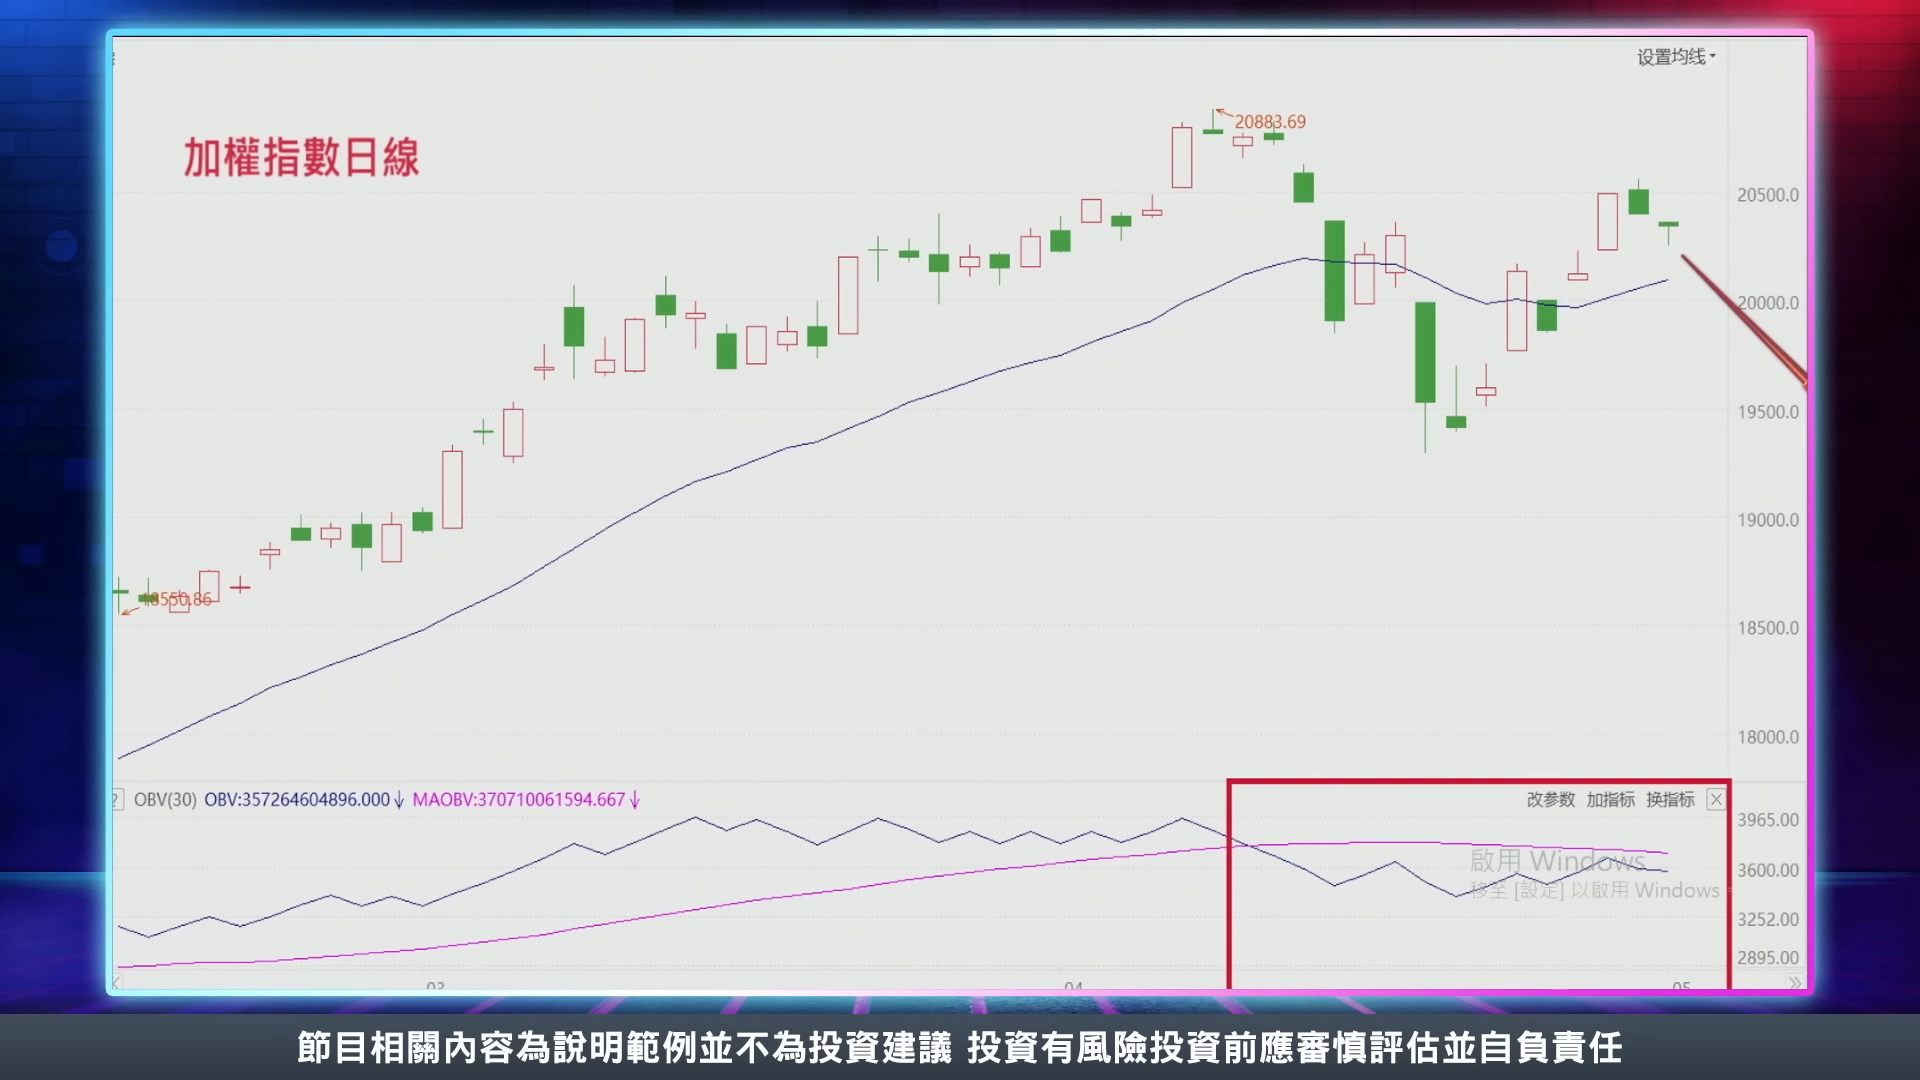 设置均线
20883.69
加權指數日線
20500.0
20000.0
19500.0
19000.0
18550.86
18500.0
18000.0
? OBV(30) OBV:357264604896.000↓ MAOBV:370710061594.667↓
改参数 加指标 换指标
3965.00
啟用 Windows
3600.00
移至 [設定] 以啟用 Windows。
3252.00
2895.00
03 04 05
節目相關內容為說明範例並不為投資建議 投資有風險投資前應審慎評估並自負責任